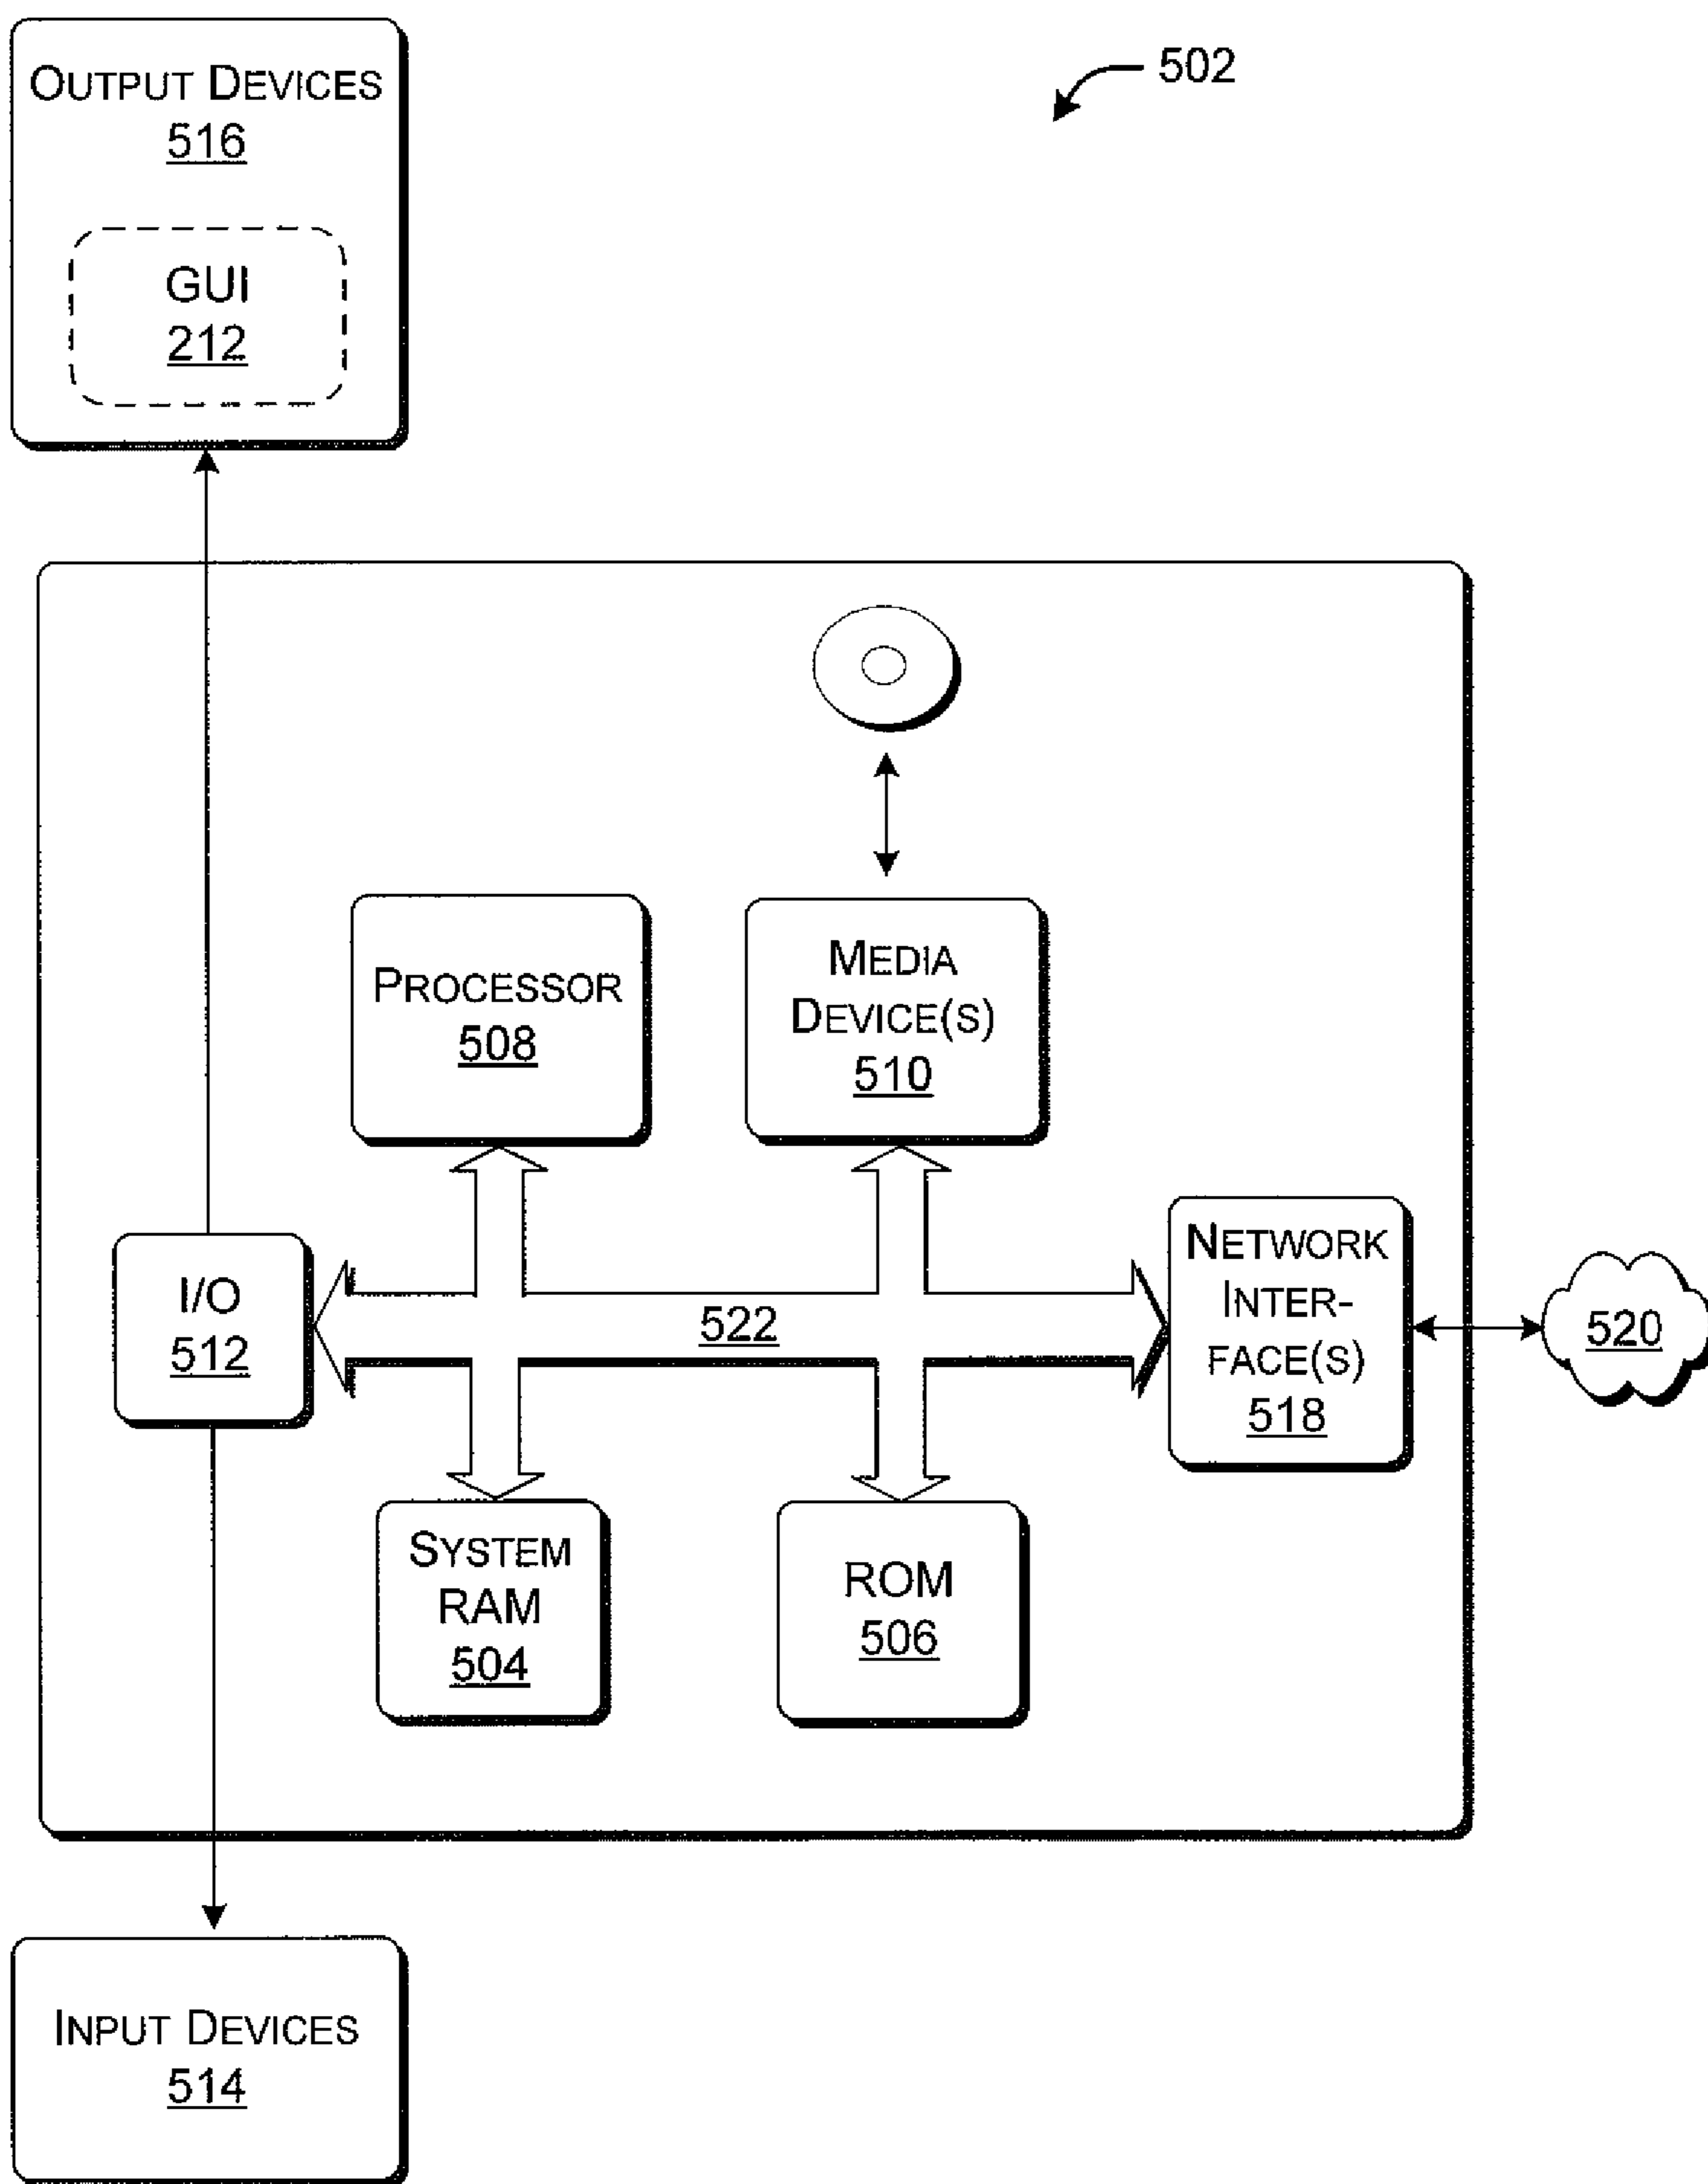 OUTPUT DEVICES
516
GUI
212
502
PROCESSOR
508
MEDIA
DEVICE(S)
510
I/O
512
522
NETWORK
INTER-
FACE(S)
518
520
SYSTEM
RAM
504
ROM
506
INPUT DEVICES
514